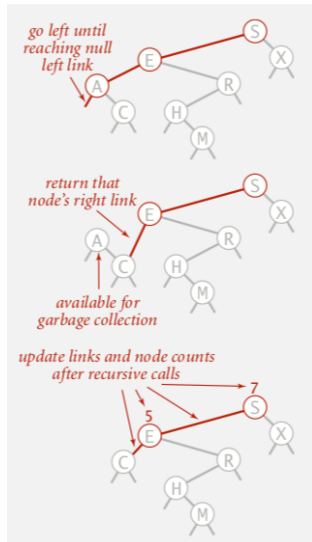 go left until
reaching null
left link
S
E
X
A
R
C
H
M
return that
node's right link
S
E
X
A
R
C
H
M
available for
garbage collection
update links and node counts
after recursive calls
7
5
S
E
X
C
R
H
M